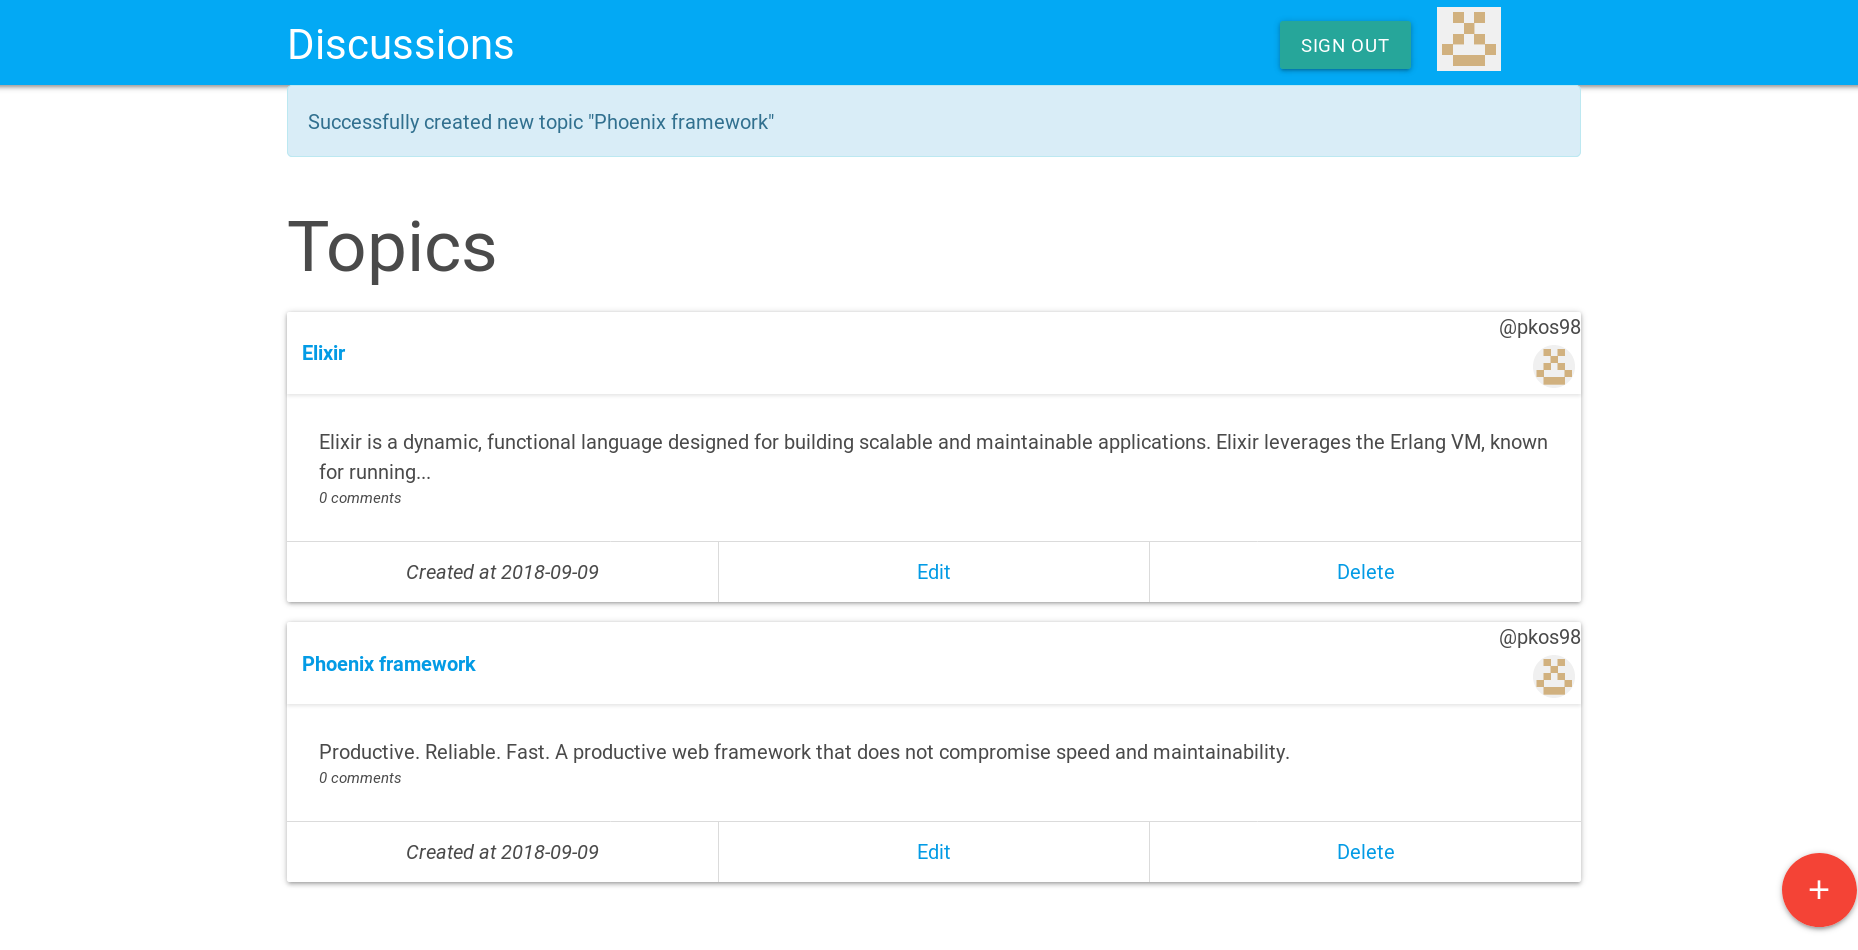 Discussions
SIGN OUT
Successfully created new topic "Phoenix framework"
Topics
@pkos98
Elixir
Elixir is a dynamic, functional language designed for building scalable and maintainable applications. Elixir leverages the Erlang VM, known
for running...
0 comments
Created at 2018-09-09
Edit
Delete
@pkos98
Phoenix framework
Productive. Reliable. Fast. A productive web framework that does not compromise speed and maintainability.
0 comments
Created at 2018-09-09
Edit
Delete
+